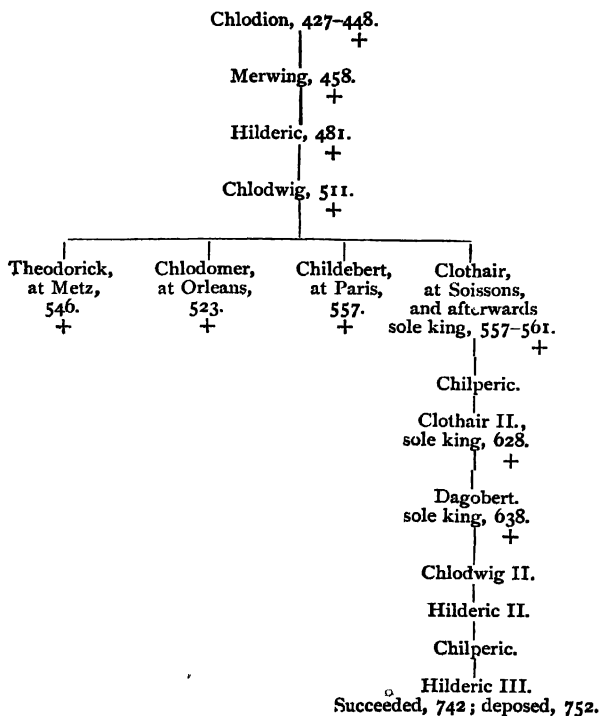 Chlodion, 427–448.
+
Merwing, 458.
+
Hilderic, 481.
+
Chlodwig, 511.
+
Theodorick,
at Metz,
546.
+
Chlodomer,
at Orleans,
523.
+
Childebert,
at Paris,
557.
+
Clothair,
at Soissons,
and afterwards
sole king, 557–561.
+
Chilperic.
Clothair II.,
sole king, 628.
+
Dagobert.
sole king, 638.
+
Chlodwig II.
Hilderic II.
Chilperic.
Hilderic III.
Succeeded, 742; deposed, 752.